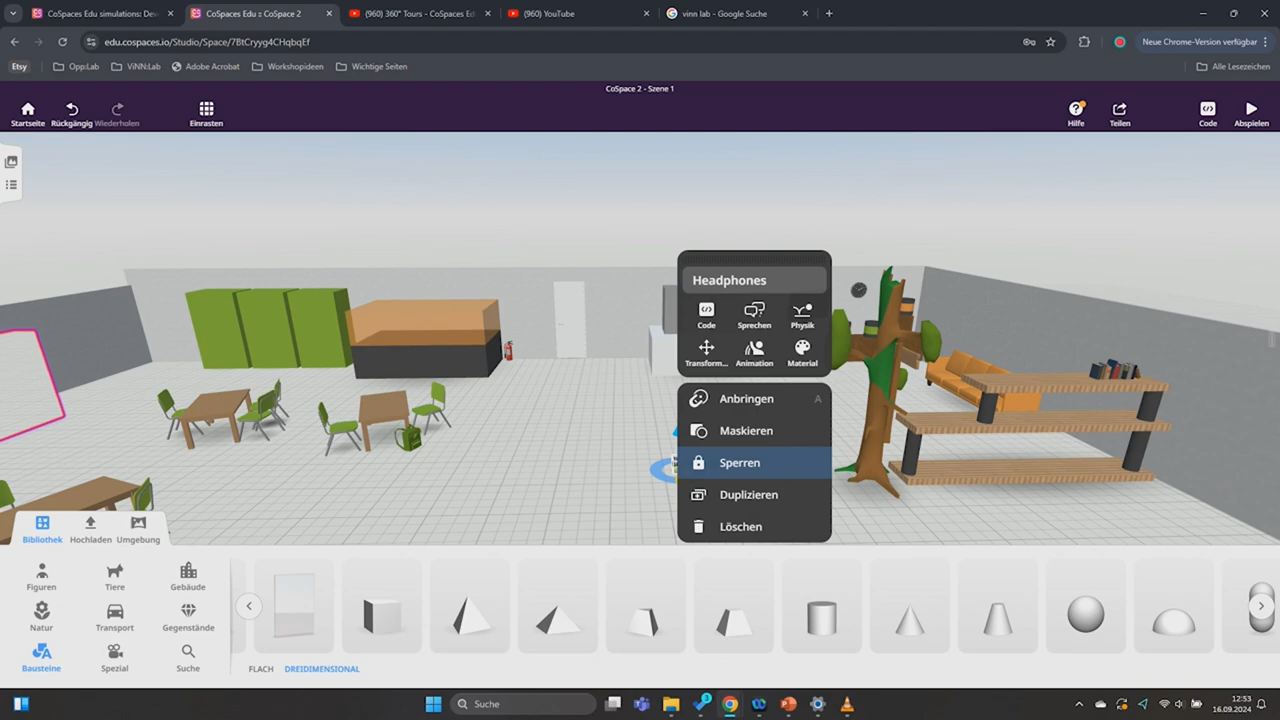 CoSpaces Edu simulations: Dev
CoSpaces Edu :: CoSpace 2
(960) 360° Tours – CoSpaces Ed
(960) YouTube
vinn lab - Google Suche
edu.cospaces.io/Studio/Space/7BtCryyg4CHqbqEf
Neue Chrome-Version verfügbar
Etsy
Opp:Lab
ViNN:Lab
Adobe Acrobat
Workshopideen
Wichtige Seiten
Alle Lesezeichen
CoSpace 2 - Szene 1
Startseite
Rückgängig
Wiederholen
Einrasten
Hilfe
Teilen
Code
Abspielen
Headphones
Code
Sprechen
Physik
Transform...
Animation
Material
Anbringen A
Maskieren
Sperren
Duplizieren
Löschen
Bibliothek
Hochladen
Umgebung
Figuren
Tiere
Gebäude
Natur
Transport
Gegenstände
Bausteine
Spezial
Suche
FLACH
DREIDIMENSIONAL
Suche
3
12:53
16.09.2024